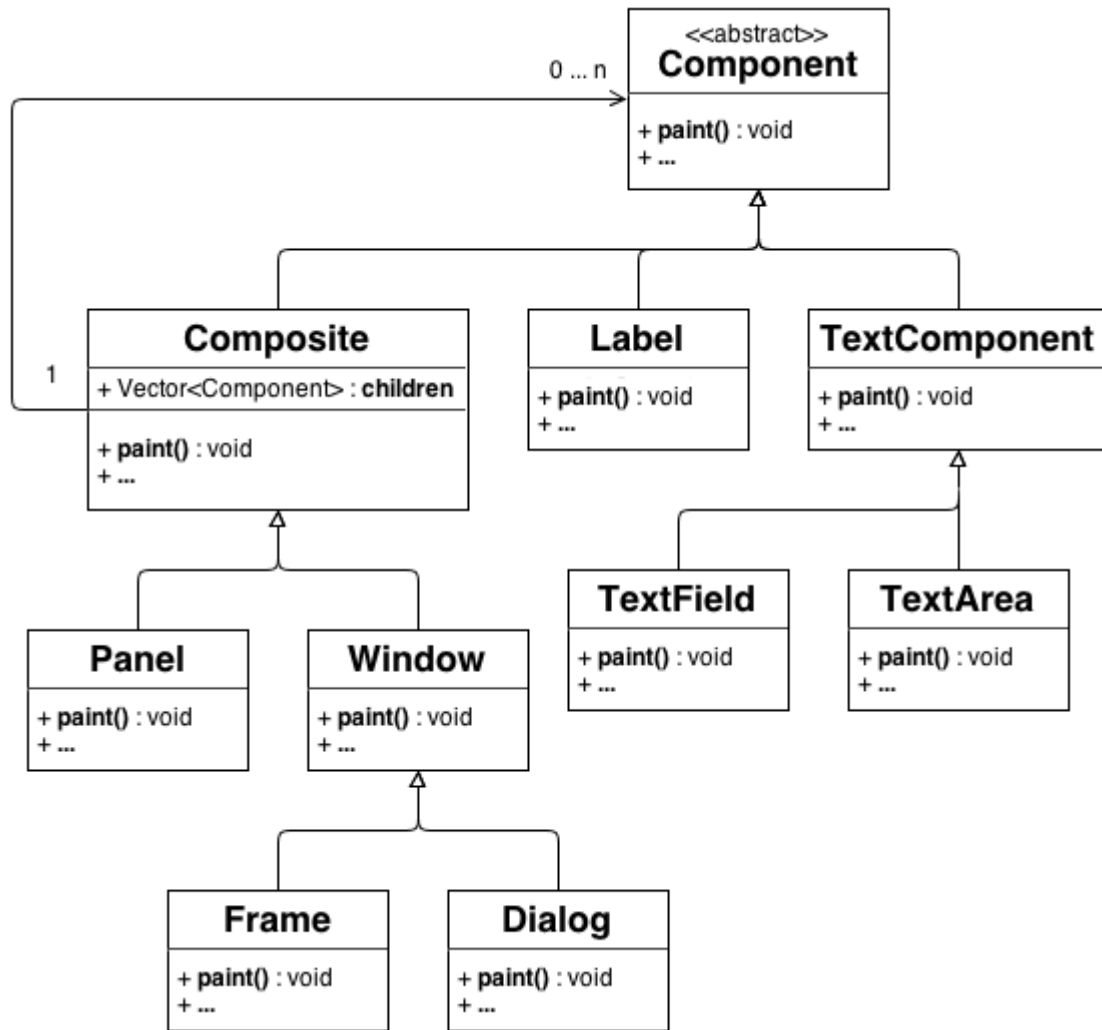 <<abstract>>
Component
0 ... n
+ paint() : void
+ ...
Composite
1
+ Vector<Component> : children
+ paint() : void
+ ...
Label
+ paint() : void
+ ...
TextComponent
+ paint() : void
+ ...
Panel
+ paint() : void
+ ...
Window
+ paint() : void
+ ...
TextField
+ paint() : void
+ ...
TextArea
+ paint() : void
+ ...
Frame
+ paint() : void
+ ...
Dialog
+ paint() : void
+ ...